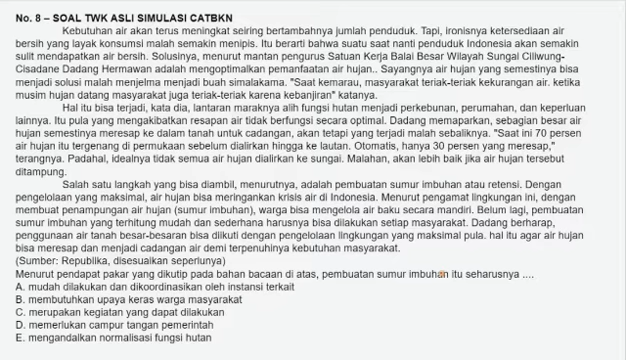 No. 8 – SOAL TWK ASLI SIMULASI CATBKN
Kebutuhan air akan terus meningkat seiring bertambahnya jumlah penduduk. Tapi, ironisnya ketersediaan air
bersih yang layak konsumsi malah semakin menipis. Itu berarti bahwa suatu saat nanti penduduk Indonesia akan semakin
sulit mendapatkan air bersih. Solusinya, menurut mantan pengurus Satuan Kerja Balai Besar Wilayah Sungai Ciliwung-
Cisadane Dadang Hermawan adalah mengoptimalkan pemanfaatan air hujan.. Sayangnya air hujan yang semestinya bisa
menjadi solusi malah menjelma menjadi buah simalakama. "Saat kemarau, masyarakat teriak-teriak kekurangan air. ketika
musim hujan datang masyarakat juga teriak-teriak karena kebanjiran" katanya.
Hal itu bisa terjadi, kata dia, lantaran maraknya alih fungsi hutan menjadi perkebunan, perumahan, dan keperluan
lainnya. Itu pula yang mengakibatkan resapan air tidak berfungsi secara optimal. Dadang memaparkan, sebagian besar air
hujan semestinya meresap ke dalam tanah untuk cadangan, akan tetapi yang terjadi malah sebaliknya. "Saat ini 70 persen
air hujan itu tergenang di permukaan sebelum dialirkan hingga ke lautan. Otomatis, hanya 30 persen yang meresap,"
terangnya. Padahal, idealnya tidak semua air hujan dialirkan ke sungai. Malahan, akan lebih baik jika air hujan tersebut
ditampung.
Salah satu langkah yang bisa diambil, menurutnya, adalah pembuatan sumur imbuhan atau retensi. Dengan
pengelolaan yang maksimal, air hujan bisa meringankan krisis air di Indonesia. Menurut pengamat lingkungan ini, dengan
membuat penampungan air hujan (sumur imbuhan), warga bisa mengelola air baku secara mandiri. Belum lagi, pembuatan
sumur imbuhan yang terhitung mudah dan sederhana harusnya bisa dilakukan setiap masyarakat. Dadang berharap,
penggunaan air tanah besar-besaran bisa diikuti dengan pengelolaan lingkungan yang maksimal pula. hal itu agar air hujan
bisa meresap dan menjadi cadangan air demi terpenuhinya kebutuhan masyarakat.
(Sumber: Republika, disesuaikan seperlunya)
Menurut pendapat pakar yang dikutip pada bahan bacaan di atas, pembuatan sumur imbuhan itu seharusnya ....
A. mudah dilakukan dan dikoordinasikan oleh instansi terkait
B. membutuhkan upaya keras warga masyarakat
C. merupakan kegiatan yang dapat dilakukan
D. memerlukan campur tangan pemerintah
E. mengandalkan normalisasi fungsi hutan